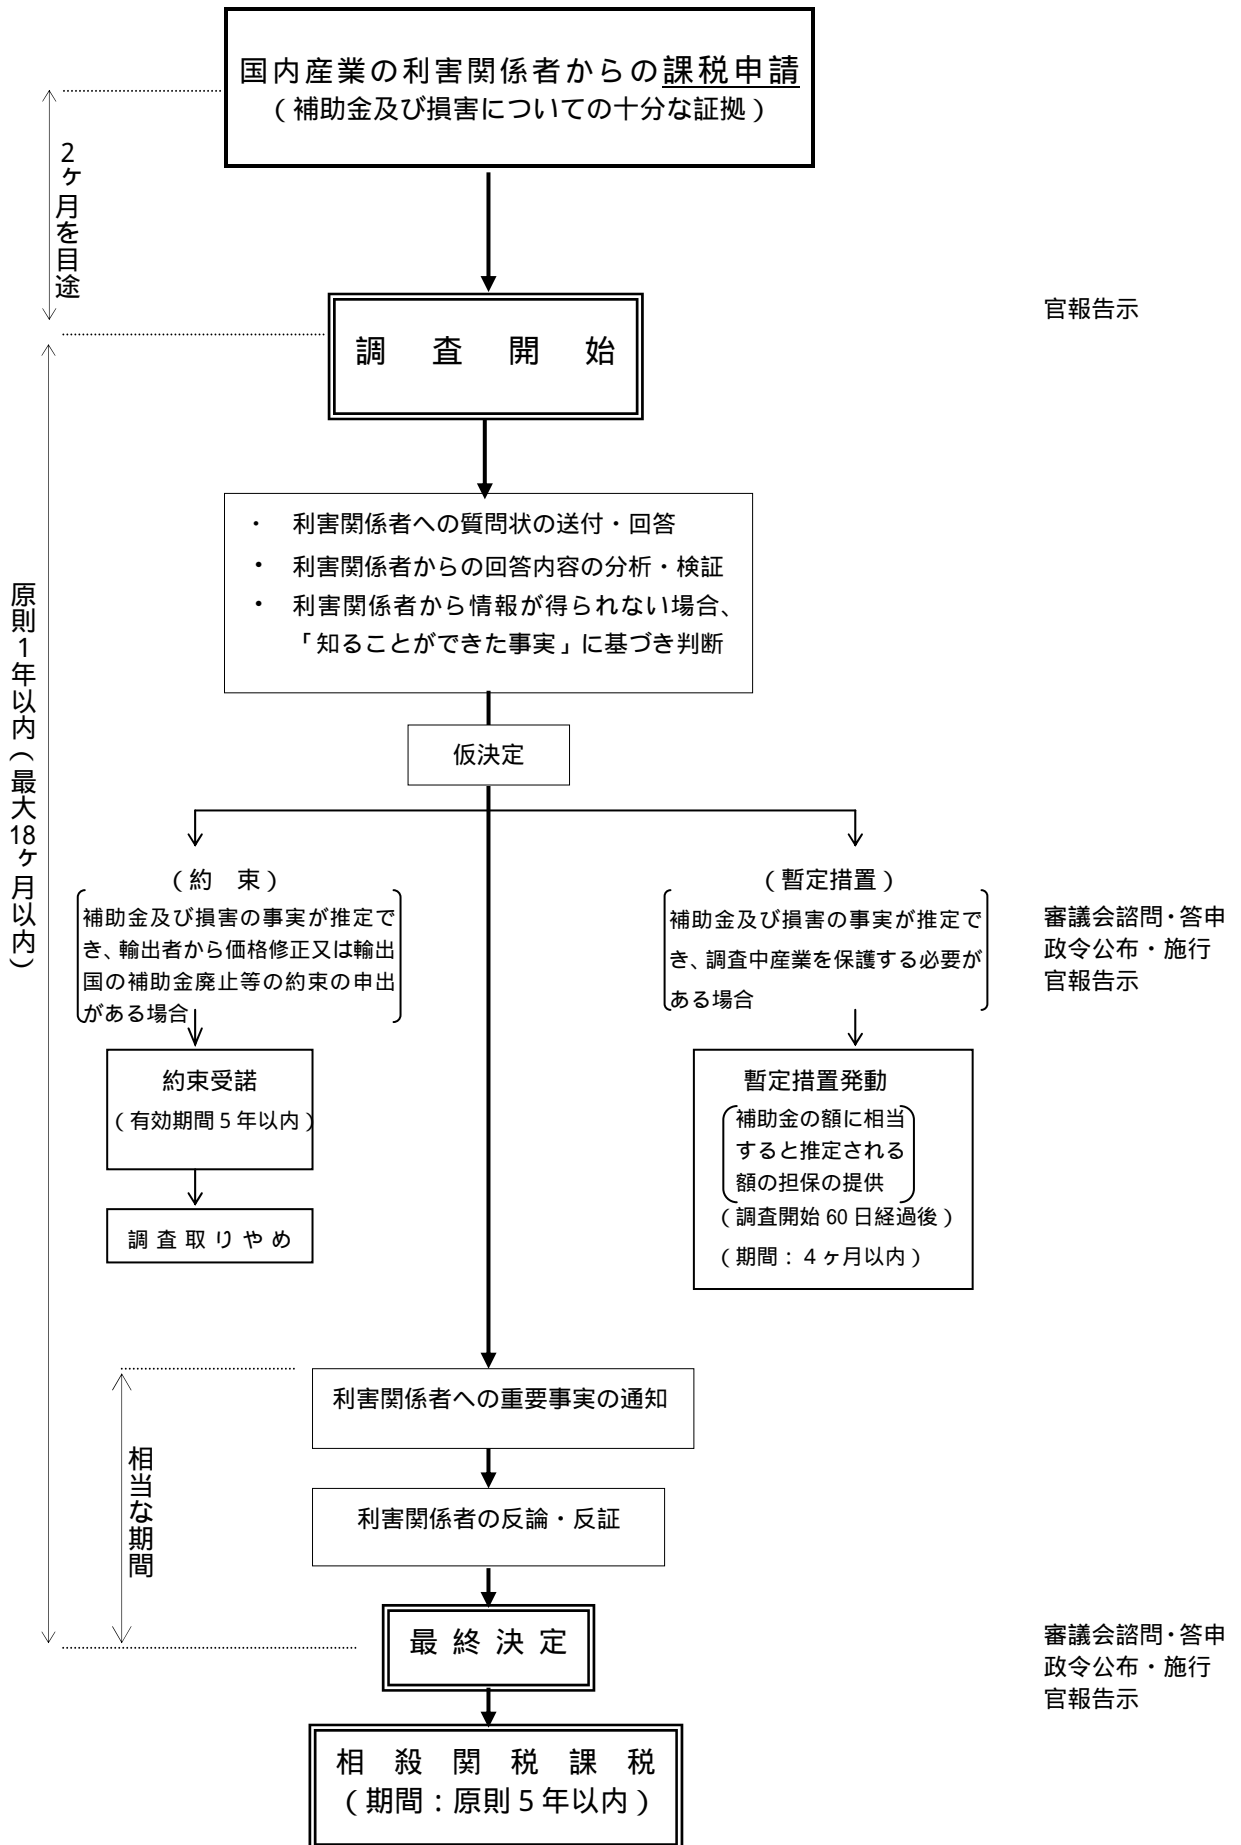 国内産業の利害関係者からの課税申請
（補助金及び損害についての十分な証拠）
2ヶ月を目途
官報告示
調査開始
・ 利害関係者への質問状の送付・回答
・ 利害関係者からの回答内容の分析・検証
・ 利害関係者から情報が得られない場合、
「知ることができた事実」に基づき判断
原則1年以内（最大18ヶ月以内）
仮決定
（約 束）
補助金及び損害の事実が推定で
き、輸出者から価格修正又は輸出
国の補助金廃止等の約束の申出
がある場合
（暫定措置）
補助金及び損害の事実が推定で
き、調査中産業を保護する必要が
ある場合
審議会諮問・答申
政令公布・施行
官報告示
約束受諾
（有効期間5年以内）
調査取りやめ
暫定措置発動
補助金の額に相当
すると推定される
額の担保の提供
（調査開始60日経過後）
（期間：4ヶ月以内）
利害関係者への重要事実の通知
相当な期間
利害関係者の反論・反証
最終決定
審議会諮問・答申
政令公布・施行
官報告示
相殺関税課税
（期間：原則5年以内）